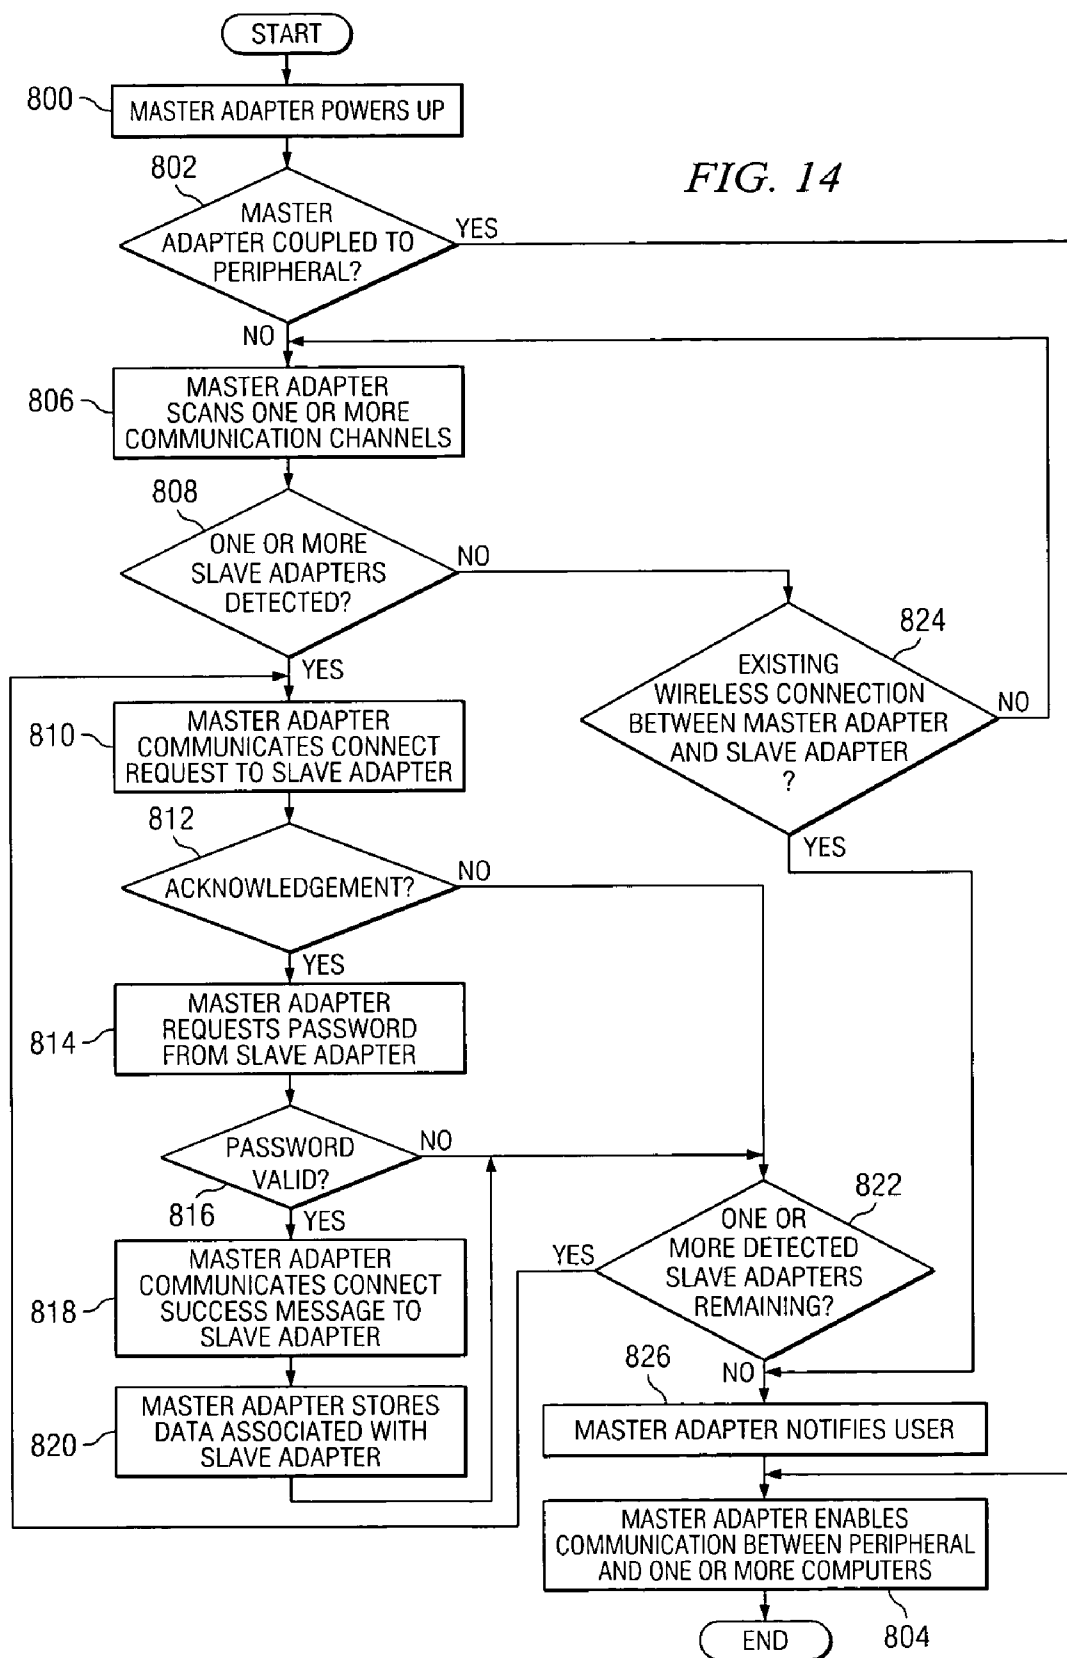 START
800
MASTER ADAPTER POWERS UP
FIG. 14
802
MASTER
ADAPTER COUPLED TO
PERIPHERAL?
YES
NO
806
MASTER ADAPTER
SCANS ONE OR MORE
COMMUNICATION CHANNELS
808
ONE OR MORE
SLAVE ADAPTERS
DETECTED?
NO
YES
824
EXISTING
WIRELESS CONNECTION
BETWEEN MASTER ADAPTER
AND SLAVE ADAPTER
?
NO
YES
810
MASTER ADAPTER
COMMUNICATES CONNECT
REQUEST TO SLAVE ADAPTER
812
ACKNOWLEDGEMENT?
NO
YES
814
MASTER ADAPTER
REQUESTS PASSWORD
FROM SLAVE ADAPTER
PASSWORD
VALID?
NO
816
YES
822
ONE OR
MORE DETECTED
SLAVE ADAPTERS
REMAINING?
YES
NO
818
MASTER ADAPTER
COMMUNICATES CONNECT
SUCCESS MESSAGE TO
SLAVE ADAPTER
820
MASTER ADAPTER STORES
DATA ASSOCIATED WITH
SLAVE ADAPTER
826
MASTER ADAPTER NOTIFIES USER
MASTER ADAPTER ENABLES
COMMUNICATION BETWEEN PERIPHERAL
AND ONE OR MORE COMPUTERS
804
END